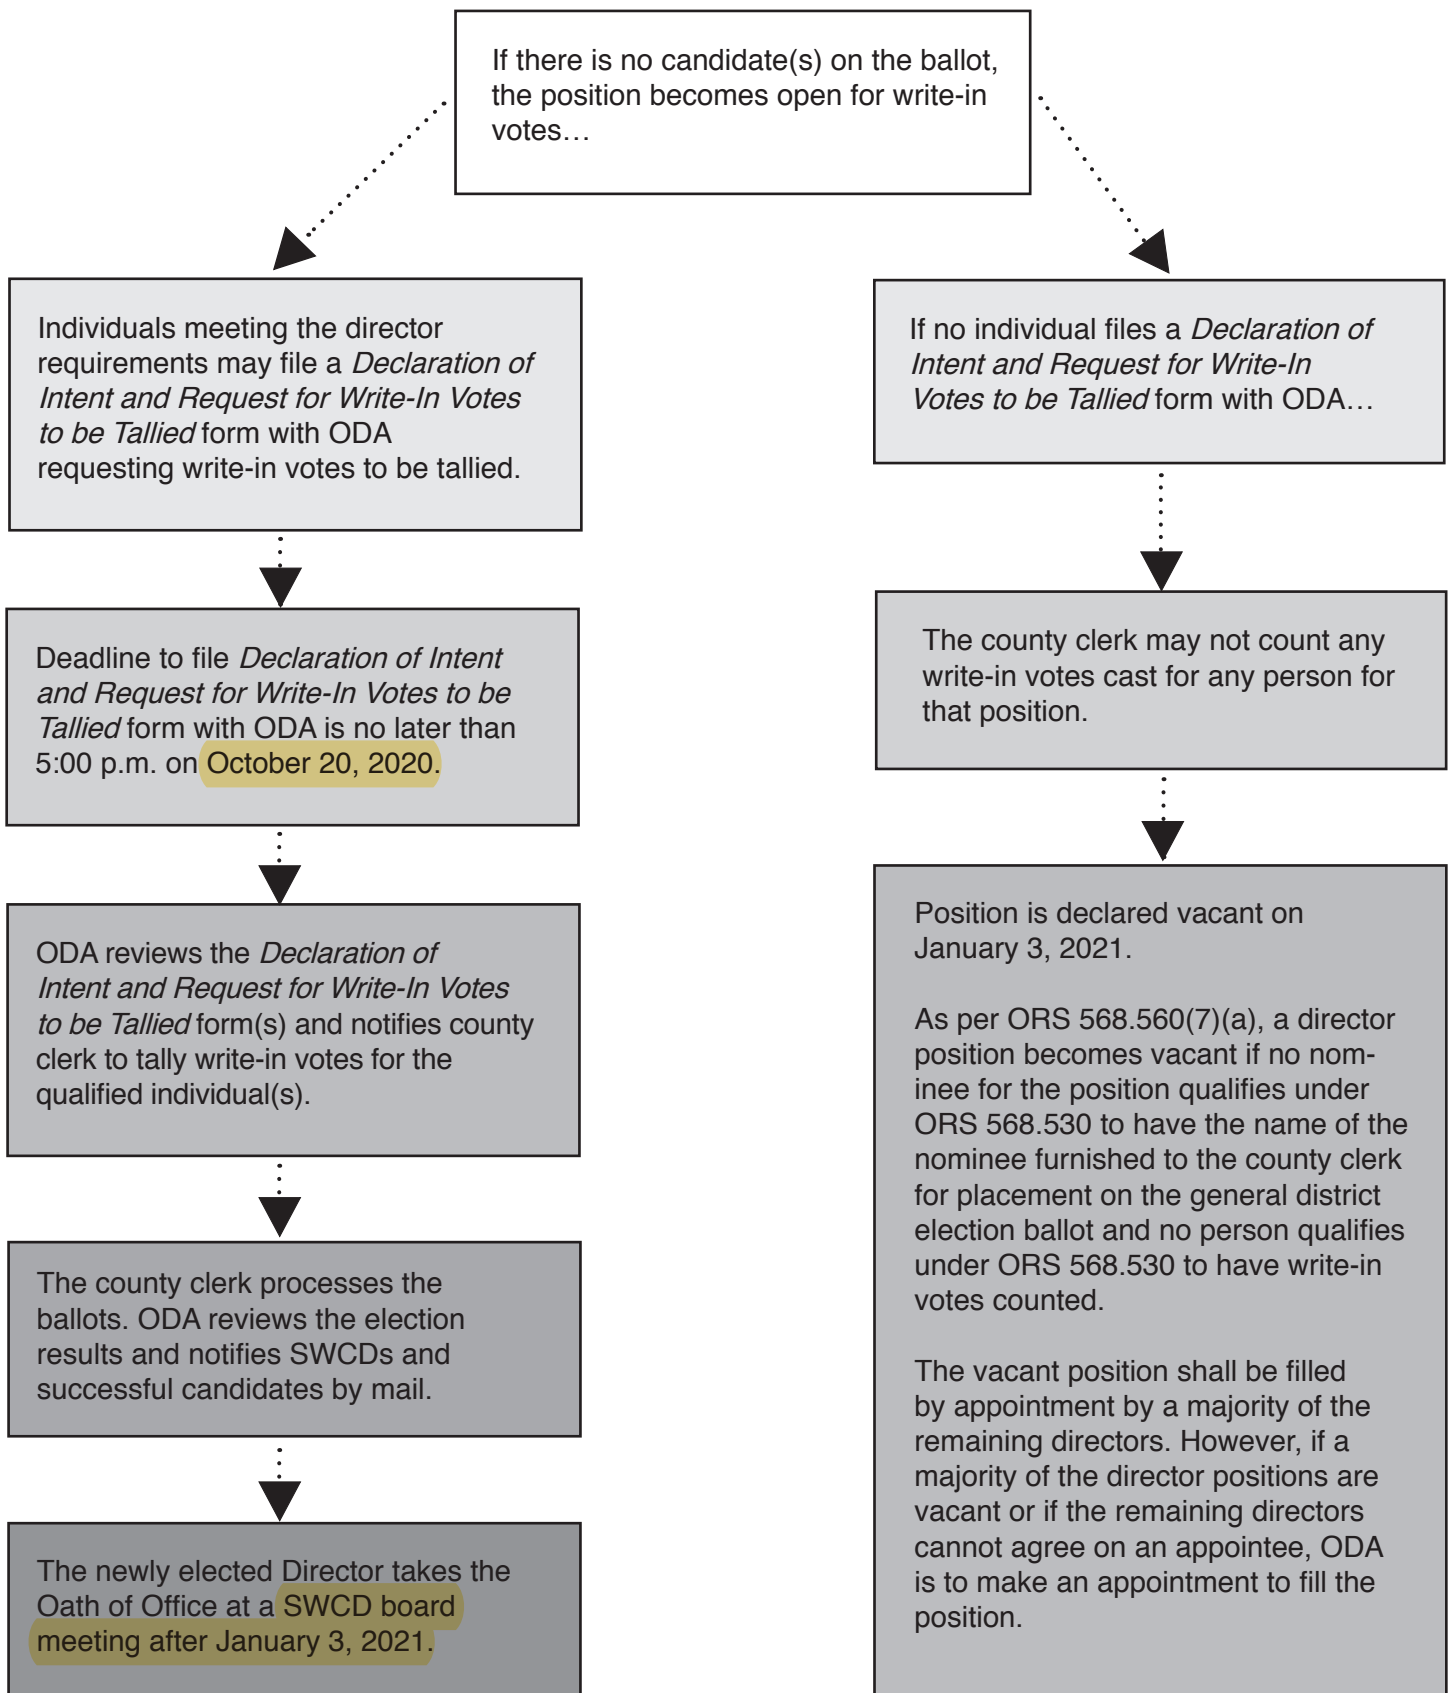 If there is no candidate(s) on the ballot,
the position becomes open for write-in
votes…
Individuals meeting the director
requirements may file a Declaration of
Intent and Request for Write-In Votes
to be Tallied form with ODA
requesting write-in votes to be tallied.
Deadline to file Declaration of Intent
and Request for Write-In Votes to be
Tallied form with ODA is no later than
5:00 p.m. on October 20, 2020.
ODA reviews the Declaration of
Intent and Request for Write-In Votes
to be Tallied form(s) and notifies county
clerk to tally write-in votes for the
qualified individual(s).
The county clerk processes the
ballots. ODA reviews the election
results and notifies SWCDs and
successful candidates by mail.
The newly elected Director takes the
Oath of Office at a SWCD board
meeting after January 3, 2021.
If no individual files a Declaration of
Intent and Request for Write-In
Votes to be Tallied form with ODA…
The county clerk may not count any
write-in votes cast for any person for
that position.
Position is declared vacant on
January 3, 2021.
As per ORS 568.560(7)(a), a director
position becomes vacant if no nom-
inee for the position qualifies under
ORS 568.530 to have the name of the
nominee furnished to the county clerk
for placement on the general district
election ballot and no person qualifies
under ORS 568.530 to have write-in
votes counted.
The vacant position shall be filled
by appointment by a majority of the
remaining directors. However, if a
majority of the director positions are
vacant or if the remaining directors
cannot agree on an appointee, ODA
is to make an appointment to fill the
position.